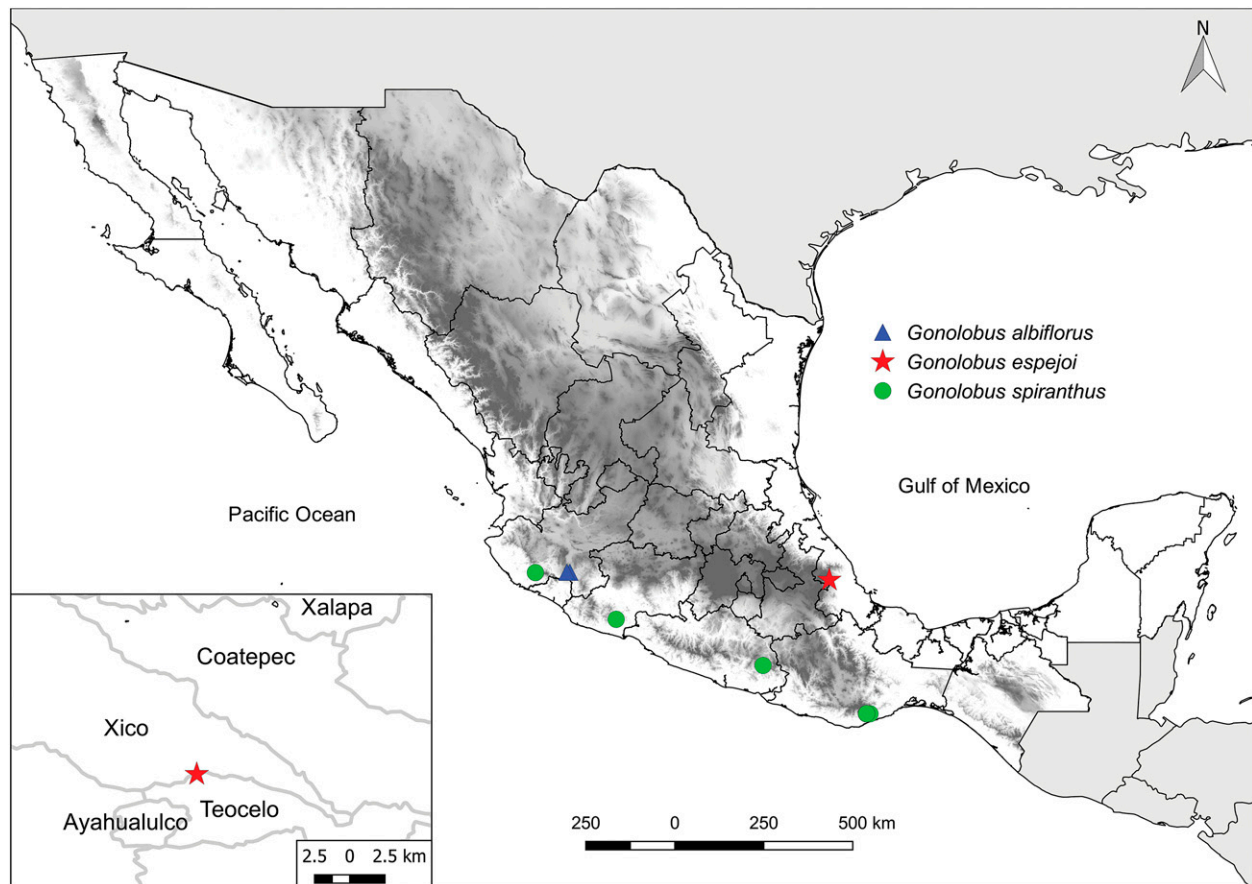 N
Gonolobus albiflorus
Gonolobus espejoi
Gonolobus spiranthus
Gulf of Mexico
Pacific Ocean
Xalapa
Coatepec
Xico
Teocelo
Ayahualulco
2.5 0 2.5 km
250 0 250 500 km